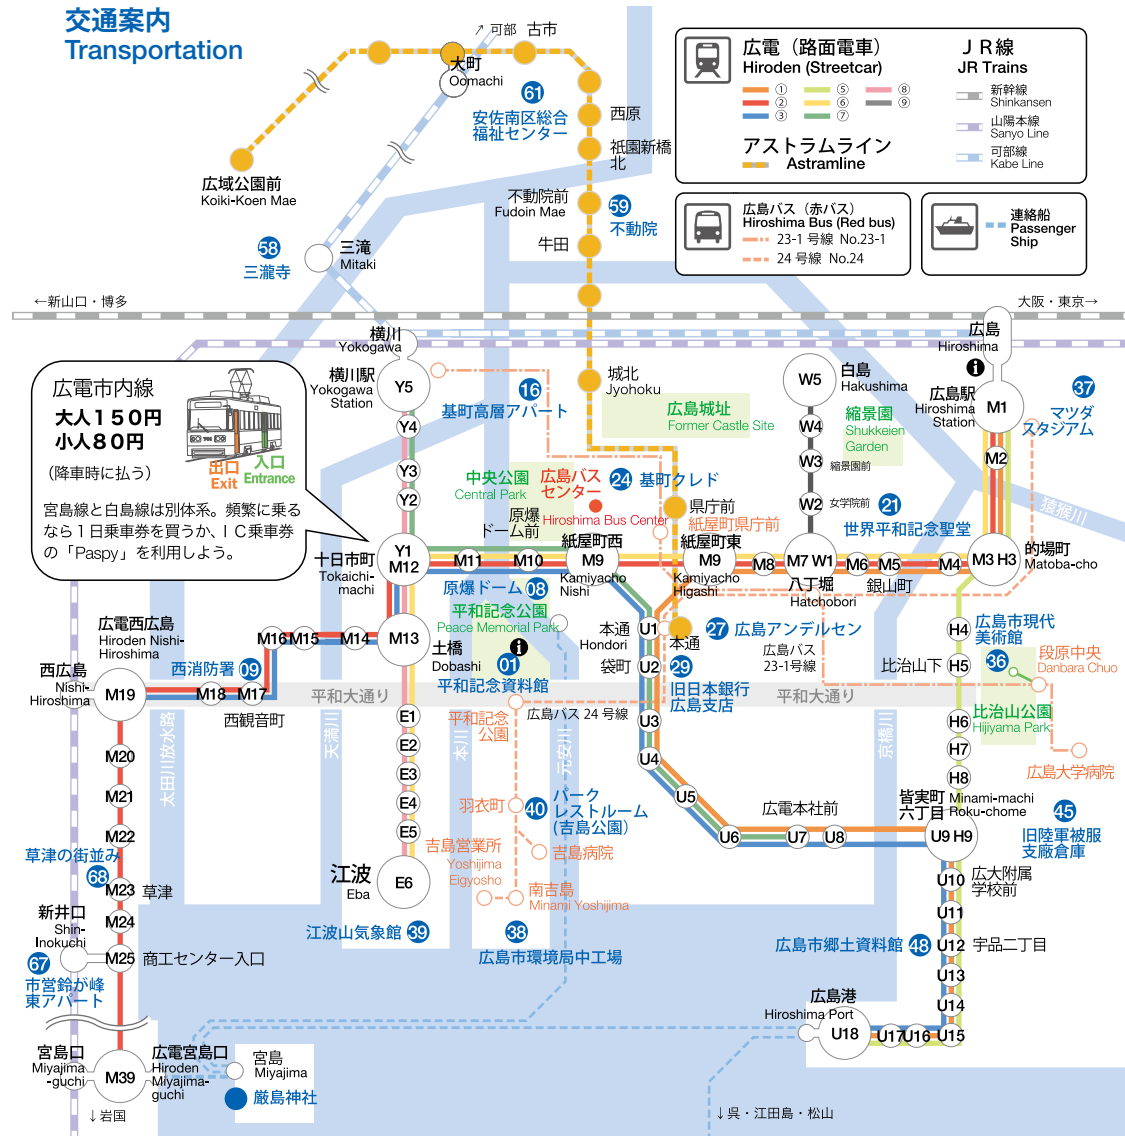 交通案内
Transportation
↗ 可部
古市
大町
Oomachi
61
安佐南区総合
福祉センター
西原
祇園新橋
北
広域公園前
Koiki-Koen Mae
不動院前
Fudoin Mae
59
不動院
牛田
58
三瀧寺
三滝
Mitaki
広電（路面電車）
Hiroden (Streetcar)
① ⑤ ⑧
② ⑥ ⑨
③ ⑦
アストラムライン
Astramline
ＪＲ線
JR Trains
新幹線
Shinkansen
山陽本線
Sanyo Line
可部線
Kabe Line
広島バス（赤バス）
Hiroshima Bus (Red bus)
23-1 号線 No.23-1
24 号線 No.24
連絡船
Passenger
Ship
←新山口・博多
大阪・東京→
横川
Yokogawa
広島
Hiroshima
横川駅
Yokogawa
Station
Y5
Y4
Y3
Y2
16
基町高層アパート
城北
Jyohoku
広島城址
Former Castle Site
W5
白島
Hakushima
W4
W3
縮景園前
W2
女学院前
縮景園
Shukkeien
Garden
i
広島駅
Hiroshima
Station
M1
M2
37
マツダ
スタジアム
広電市内線
大人１５０円
小人８０円
（降車時に払う）
出口
Exit
入口
Entrance
宮島線と白島線は別体系。頻繁に乗る
なら１日乗車券を買うか、ＩＣ乗車券
の「Paspy」を利用しよう。
中央公園
Central Park
広島バス
センター
Hiroshima Bus Center
24
基町クレド
原爆
ドーム前
県庁前
紙屋町県庁前
21
世界平和記念聖堂
猿猴川
十日市町
Tokaichi-
machi
Y1
M12
M11
M10
紙屋町西
M9
Kamiyacho
Nishi
紙屋町東
M9
Kamiyacho
Higashi
M8
M7 W1
八丁堀
Hatchobori
M6
M5
銀山町
M4
M3 H3
的場町
Matoba-cho
原爆ドーム
08
平和記念公園
Peace Memorial Park
i
01
平和記念資料館
広電西広島
Hiroden Nishi-
Hiroshima
西広島
Nishi-
Hiroshima
M19
M18
M17
M16
M15
M14
M13
土橋
Dobashi
西消防署
09
西観音町
本通
Hondori
U1
本通
袋町
U2
27
広島アンデルセン
29
旧日本銀行
広島支店
広島バス
23-1号線
H4
広島市現代
美術館
36
比治山下
H5
段原中央
Danbara Chuo
平和大通り
平和大通り
広島バス 24 号線
平和記念
公園
太田川放水路
天満川
本川
元安川
京橋川
H6
H7
H8
比治山公園
Hijiyama Park
広島大学病院
M20
M21
M22
M23
M24
M25
E1
E2
E3
E4
E5
E6
江波
Eba
U3
U4
U5
U6
U7
U8
広電本社前
皆実町
六丁目
Minami-machi
Roku-chome
U9 H9
45
旧陸軍被服
支廠倉庫
羽衣町
40
パーク
レストルーム
（吉島公園）
吉島営業所
Yoshijima
Eigyosho
吉島病院
南吉島
Minami Yoshijima
草津の街並み
68
草津
新井口
Shin-
Inokuchi
商工センター入口
67
市営鈴が峰
東アパート
江波山気象館
39
38
広島市環境局中工場
U10
広大附属
学校前
U11
広島市郷土資料館
48
U12
宇品二丁目
U13
U14
U15
U16
U17
広島港
Hiroshima Port
U18
宮島口
Miyajima
-guchi
M39
広電宮島口
Hiroden
Miyajima-
guchi
宮島
Miyajima
厳島神社
↓岩国
↓呉・江田島・松山